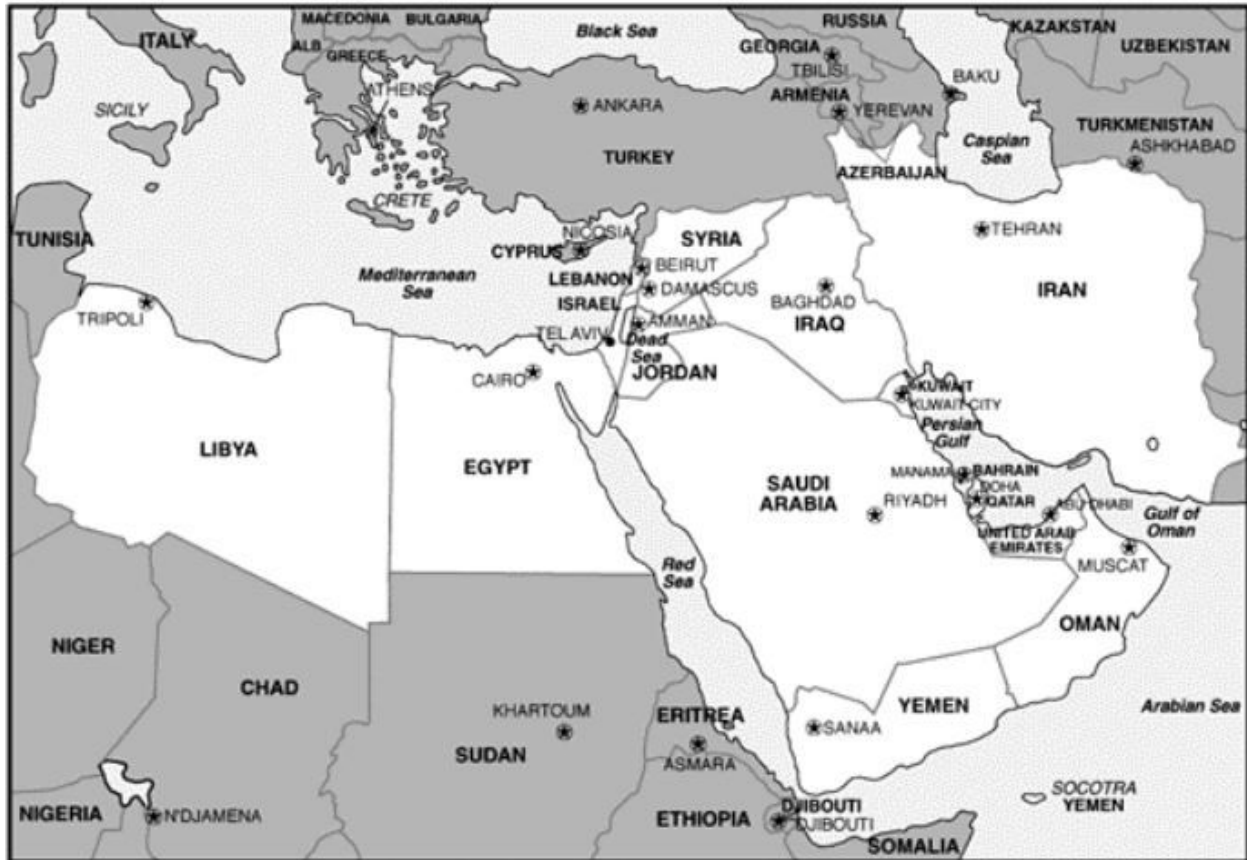 MACEDONIA
BULGARIA
ITALY
ALB
GREECE
ATHENS
SICILY
CRETE
Black Sea
RUSSIA
GEORGIA
TBILISI
ARMENIA
YEREVAN
KAZAKSTAN
UZBEKISTAN
BAKU
TURKMENISTAN
ASHKHABAD
Caspian
Sea
AZERBAIJAN
ANKARA
TURKEY
TUNISIA
TRIPOLI
Mediterranean
Sea
NICOSIA
CYPRUS
LEBANON
BEIRUT
ISRAEL
DAMASCUS
SYRIA
TEL AVIV
AMMAN
Dead
Sea
JORDAN
BAGHDAD
IRAQ
TEHRAN
IRAN
CAIRO
LIBYA
EGYPT
KUWAIT
KUWAIT CITY
Persian
Gulf
SAUDI
ARABIA
RIYADH
MANAMA
BAHRAIN
DOHA
QATAR
ABU DHABI
UNITED ARAB
EMIRATES
Gulf of
Oman
MUSCAT
OMAN
Red
Sea
NIGER
CHAD
KHARTOUM
SUDAN
ERITREA
ASMARA
YEMEN
SANAA
Arabian Sea
NIGERIA
N'DJAMENA
ETHIOPIA
DJIBOUTI
DJIBOUTI
SOMALIA
SOCOTRA
YEMEN